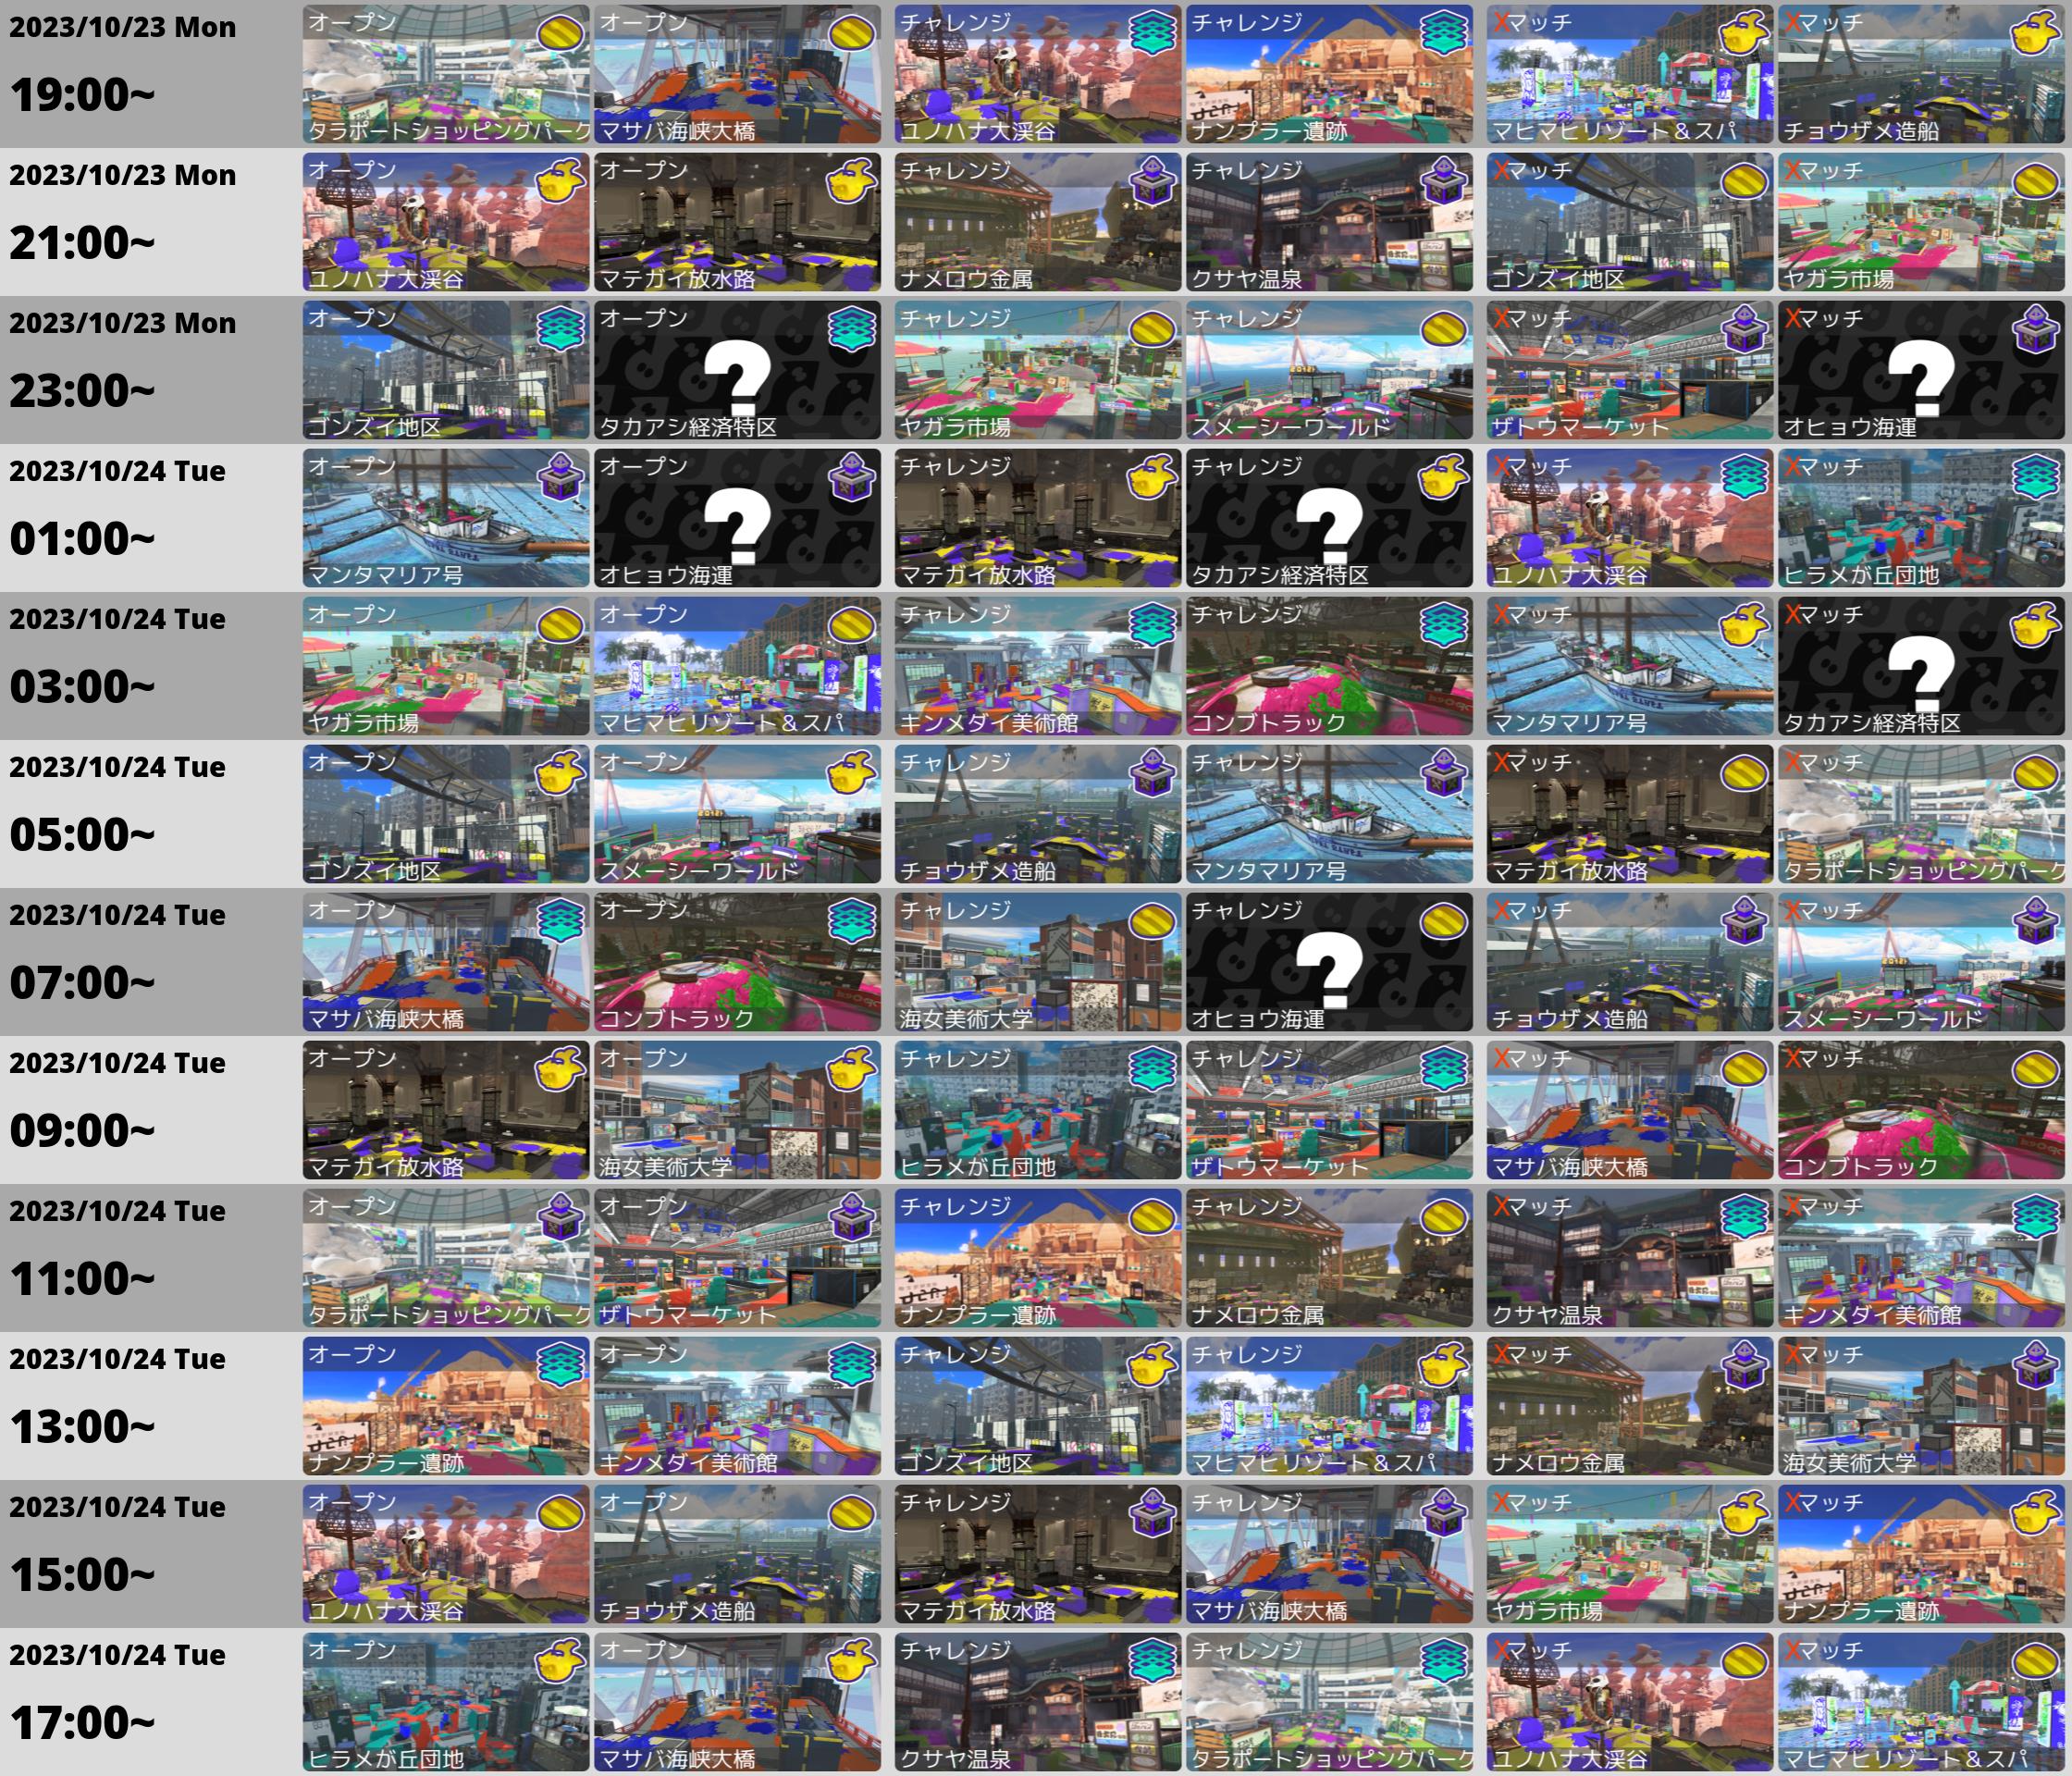 2023/10/23 Mon
19:00~
オープン
タラポートショッピングパーク
オープン
マサバ海峡大橋
チャレンジ
ユノハナ大渓谷
チャレンジ
ナンプラー遺跡
Xマッチ
マヒマヒリゾート＆スパ
Xマッチ
チョウザメ造船
2023/10/23 Mon
21:00~
オープン
ユノハナ大渓谷
オープン
マテガイ放水路
チャレンジ
ナメロウ金属
チャレンジ
クサヤ温泉
Xマッチ
ゴンズイ地区
Xマッチ
ヤガラ市場
2023/10/23 Mon
23:00~
オープン
ゴンズイ地区
オープン
?
タカアシ経済特区
チャレンジ
ヤガラ市場
チャレンジ
スメーシーワールド
Xマッチ
ザトウマーケット
Xマッチ
?
オヒョウ海運
2023/10/24 Tue
01:00~
オープン
マンタマリア号
オープン
?
オヒョウ海運
チャレンジ
マテガイ放水路
チャレンジ
?
タカアシ経済特区
Xマッチ
ユノハナ大渓谷
Xマッチ
ヒラメが丘団地
2023/10/24 Tue
03:00~
オープン
ヤガラ市場
オープン
マヒマヒリゾート＆スパ
チャレンジ
キンメダイ美術館
チャレンジ
コンブトラック
Xマッチ
マンタマリア号
Xマッチ
?
タカアシ経済特区
2023/10/24 Tue
05:00~
オープン
ゴンズイ地区
オープン
スメーシーワールド
チャレンジ
チョウザメ造船
チャレンジ
マンタマリア号
Xマッチ
マテガイ放水路
Xマッチ
タラポートショッピングパーク
2023/10/24 Tue
07:00~
オープン
マサバ海峡大橋
オープン
コンブトラック
チャレンジ
海女美術大学
チャレンジ
?
オヒョウ海運
Xマッチ
チョウザメ造船
Xマッチ
スメーシーワールド
2023/10/24 Tue
09:00~
オープン
マテガイ放水路
オープン
海女美術大学
チャレンジ
ヒラメが丘団地
チャレンジ
ザトウマーケット
Xマッチ
マサバ海峡大橋
Xマッチ
コンブトラック
2023/10/24 Tue
11:00~
オープン
タラポートショッピングパーク
オープン
ザトウマーケット
チャレンジ
ナンプラー遺跡
チャレンジ
ナメロウ金属
Xマッチ
クサヤ温泉
Xマッチ
キンメダイ美術館
2023/10/24 Tue
13:00~
オープン
ナンプラー遺跡
オープン
キンメダイ美術館
チャレンジ
ゴンズイ地区
チャレンジ
マヒマヒリゾート＆スパ
Xマッチ
ナメロウ金属
Xマッチ
海女美術大学
2023/10/24 Tue
15:00~
オープン
ユノハナ大渓谷
オープン
チョウザメ造船
チャレンジ
マテガイ放水路
チャレンジ
マサバ海峡大橋
Xマッチ
ヤガラ市場
Xマッチ
ナンプラー遺跡
2023/10/24 Tue
17:00~
オープン
ヒラメが丘団地
オープン
マサバ海峡大橋
チャレンジ
クサヤ温泉
チャレンジ
タラポートショッピングパーク
Xマッチ
ユノハナ大渓谷
Xマッチ
マヒマヒリゾート＆スパ